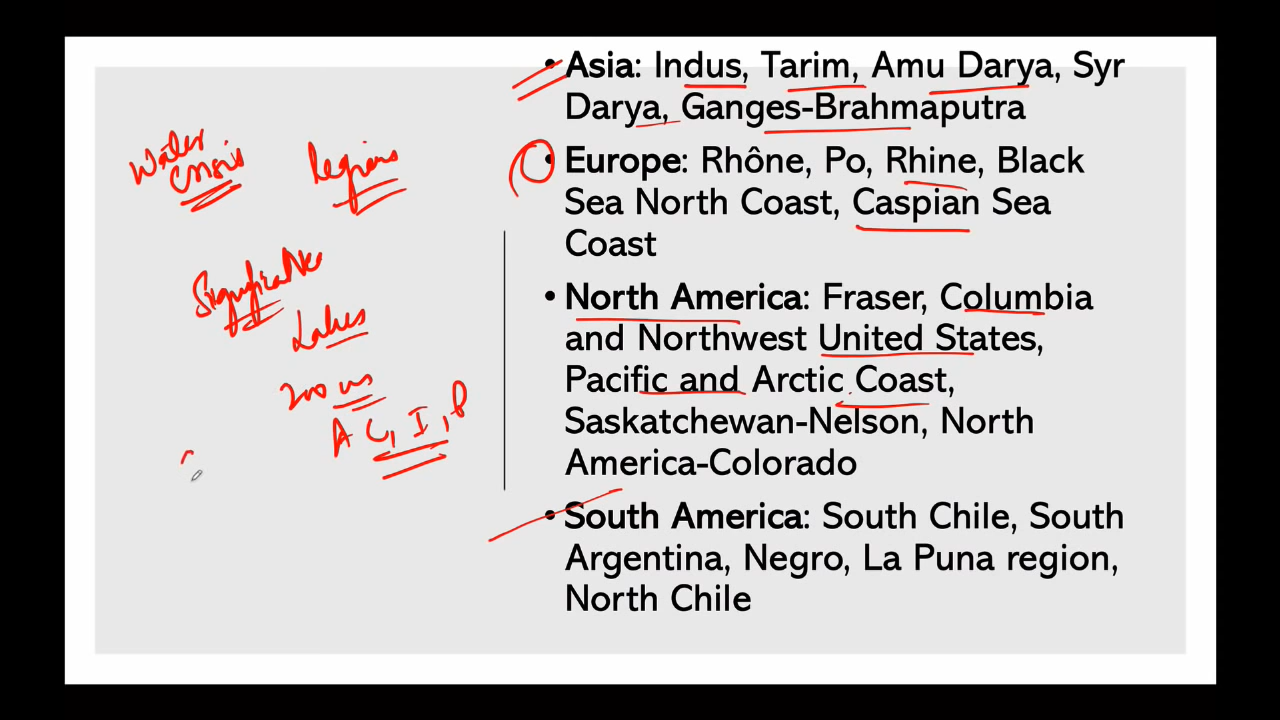 • Asia: Indus, Tarim, Amu Darya, Syr
Darya, Ganges-Brahmaputra
• Europe: Rhône, Po, Rhine, Black
Sea North Coast, Caspian Sea
Coast
• North America: Fraser, Columbia
and Northwest United States,
Pacific and Arctic Coast,
Saskatchewan-Nelson, North
America-Colorado
• South America: South Chile, South
Argentina, Negro, La Puna region,
North Chile
Water
crisis
Regions
Lakes
A C, I, P